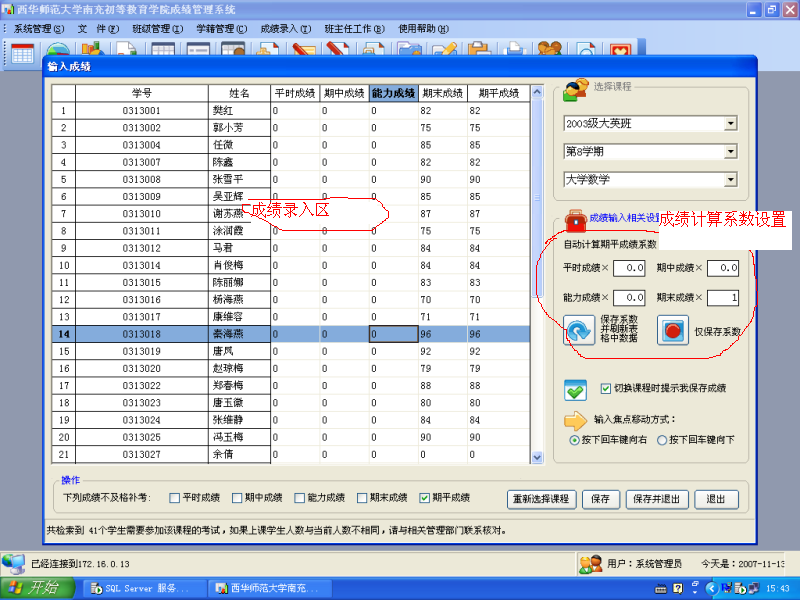 西华师范大学南充初等教育学院成绩管理系统
系统管理(S) 文 件(F) 班级管理(I) 学籍管理(C) 成绩录入(T) 班主任工作(B) 使用帮助(H)
输入成绩
学号 姓名 平时成绩 期中成绩 能力成绩 期末成绩 期平成绩
1 0313001 樊红 0 0 0 82 82
2 0313002 郭小芳 0 0 0 75 75
3 0313004 任微 0 0 0 85 85
4 0313007 陈鑫 0 0 0 82 82
5 0313008 张雪平 0 0 0 90 90
6 0313009 吴亚辉 0 0 0 85 85
7 0313010 谢苏燕 87 87
成绩录入区
8 0313011 涂润霞 0 0 0 75 75
9 0313012 马君 0 0 0 84 84
10 0313014 肖俊梅 0 0 0 84 84
11 0313015 陈丽娜 0 0 0 83 83
12 0313016 杨海燕 0 0 0 70 70
13 0313017 康维容 0 0 0 71 71
14 0313018 秦海燕 0 0 0 96 96
15 0313019 唐凤 0 0 0 92 92
16 0313020 赵琼梅 0 0 0 79 79
17 0313022 郑春梅 0 0 0 88 88
18 0313023 唐玉徽 0 0 0 80 80
19 0313024 张维静 0 0 0 84 84
20 0313025 冯玉梅 0 0 0 90 90
21 0313027 余倩 0 0 0 0 0
选择课程
2003级大英班
第8学期
大学数学
成绩输入相关设置
成绩计算系数设置
自动计算期平成绩系数
平时成绩× 0.0 期中成绩× 0.0
能力成绩× 0.0 期末成绩× 1
保存系数
并刷新表
格中数据
仅保存系数
切换课程时提示我保存成绩
输入焦点移动方式：
按下回车键向右 按下回车键向下
操作
下列成绩不及格补考： 平时成绩 期中成绩 能力成绩 期末成绩 期平成绩
重新选择课程 保存 保存并退出 退出
共检索到 41个学生需要参加该课程的考试，如果上课学生人数与当前人数不相同，请与相关管理部门联系核对。
已经连接到172.16.0.13 用户：系统管理员 今天是：2007-11-13
开始 SQL Server 服务... 西华师范大学南充... 15:43